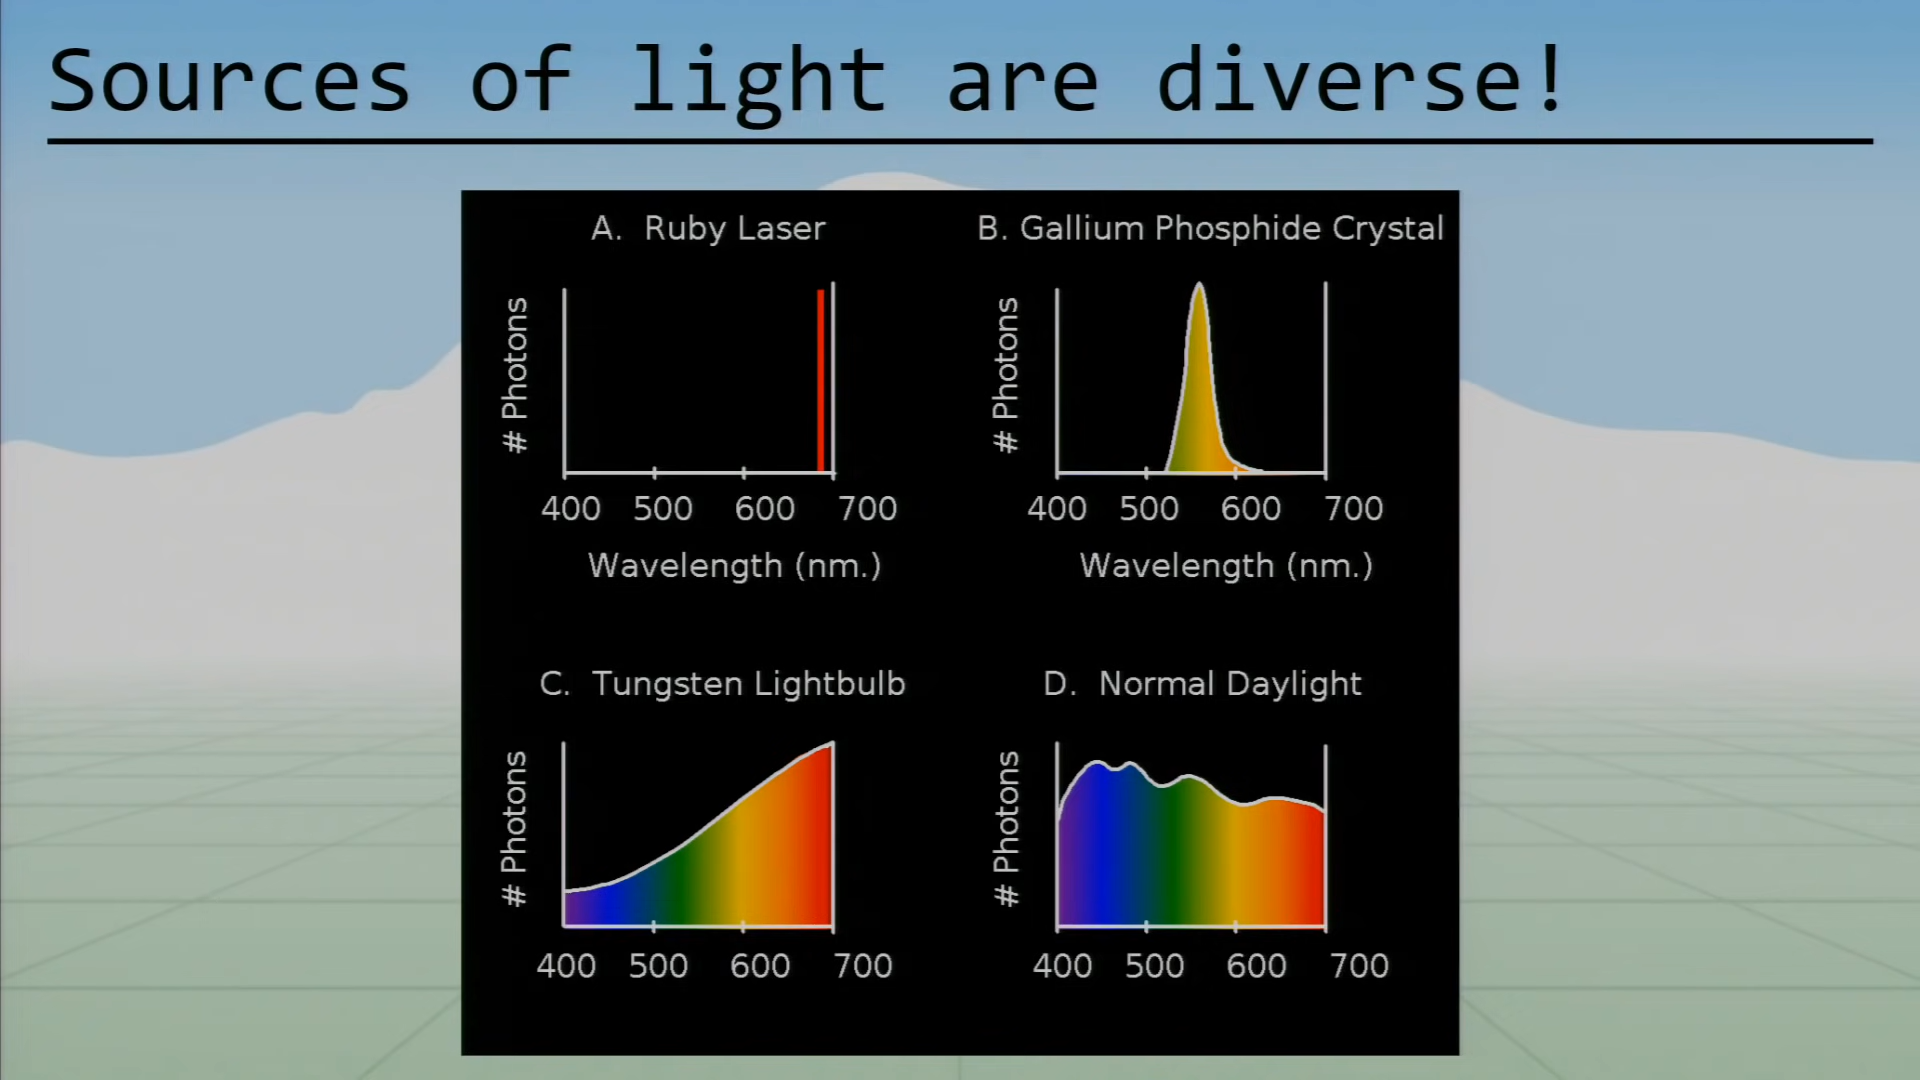 Sources of light are diverse!
A. Ruby Laser
# Photons
400 500 600 700
Wavelength (nm.)
B. Gallium Phosphide Crystal
# Photons
400 500 600 700
Wavelength (nm.)
C. Tungsten Lightbulb
# Photons
400 500 600 700
D. Normal Daylight
# Photons
400 500 600 700